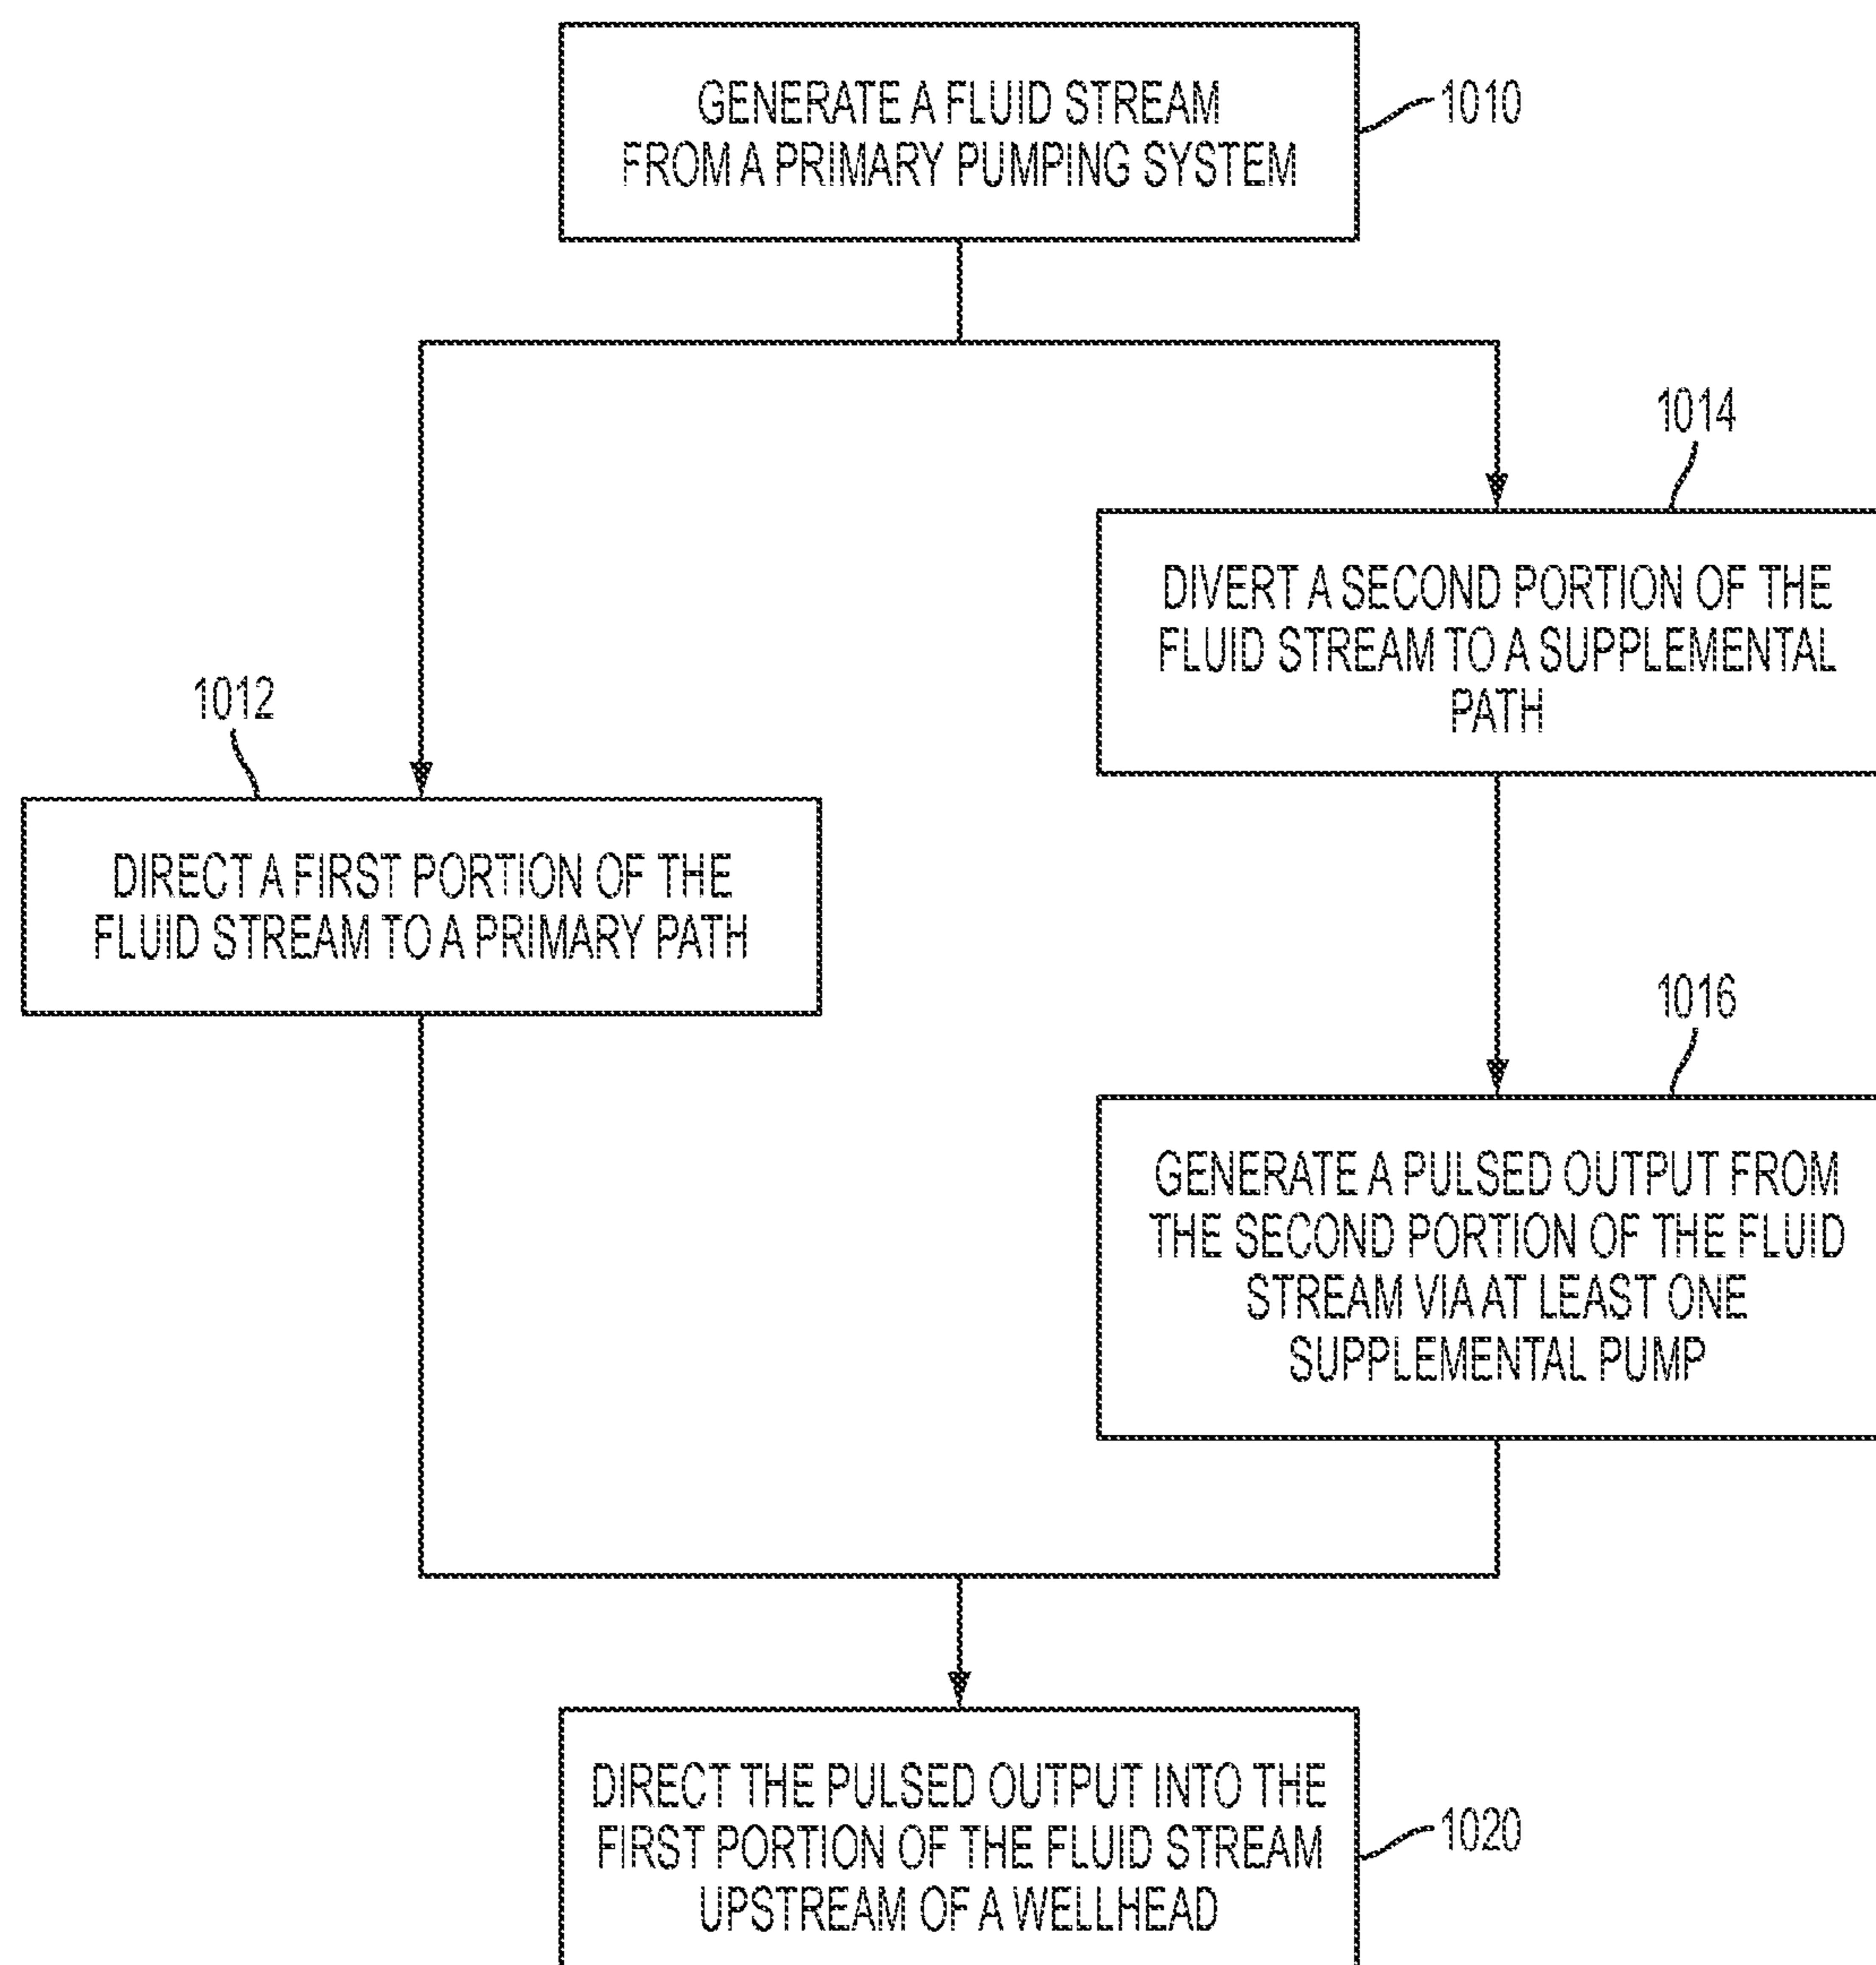 GENERATE A FLUID STREAM
FROM A PRIMARY PUMPING SYSTEM
1010
1014
DIVERT A SECOND PORTION OF THE
FLUID STREAM TO A SUPPLEMENTAL
PATH
1012
DIRECT A FIRST PORTION OF THE
FLUID STREAM TO A PRIMARY PATH
1016
GENERATE A PULSED OUTPUT FROM
THE SECOND PORTION OF THE FLUID
STREAM VIA AT LEAST ONE
SUPPLEMENTAL PUMP
DIRECT THE PULSED OUTPUT INTO THE
FIRST PORTION OF THE FLUID STREAM
UPSTREAM OF A WELLHEAD
1020